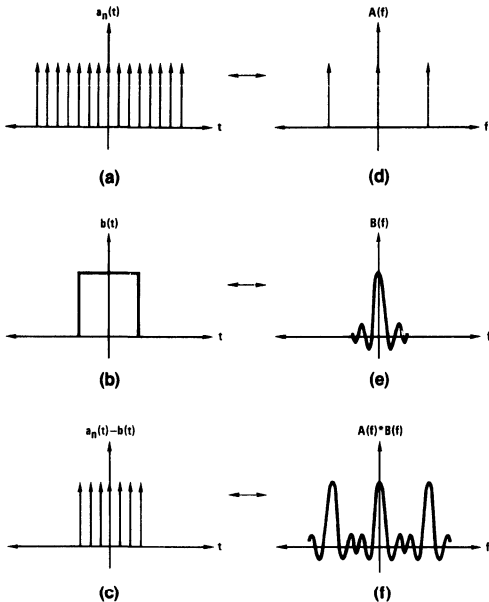 aₙ(t)
A(f)
t
f
(a)
(d)
b(t)
B(f)
t
f
(b)
(e)
aₙ(t)–b(t)
A(f)*B(f)
t
f
(c)
(f)